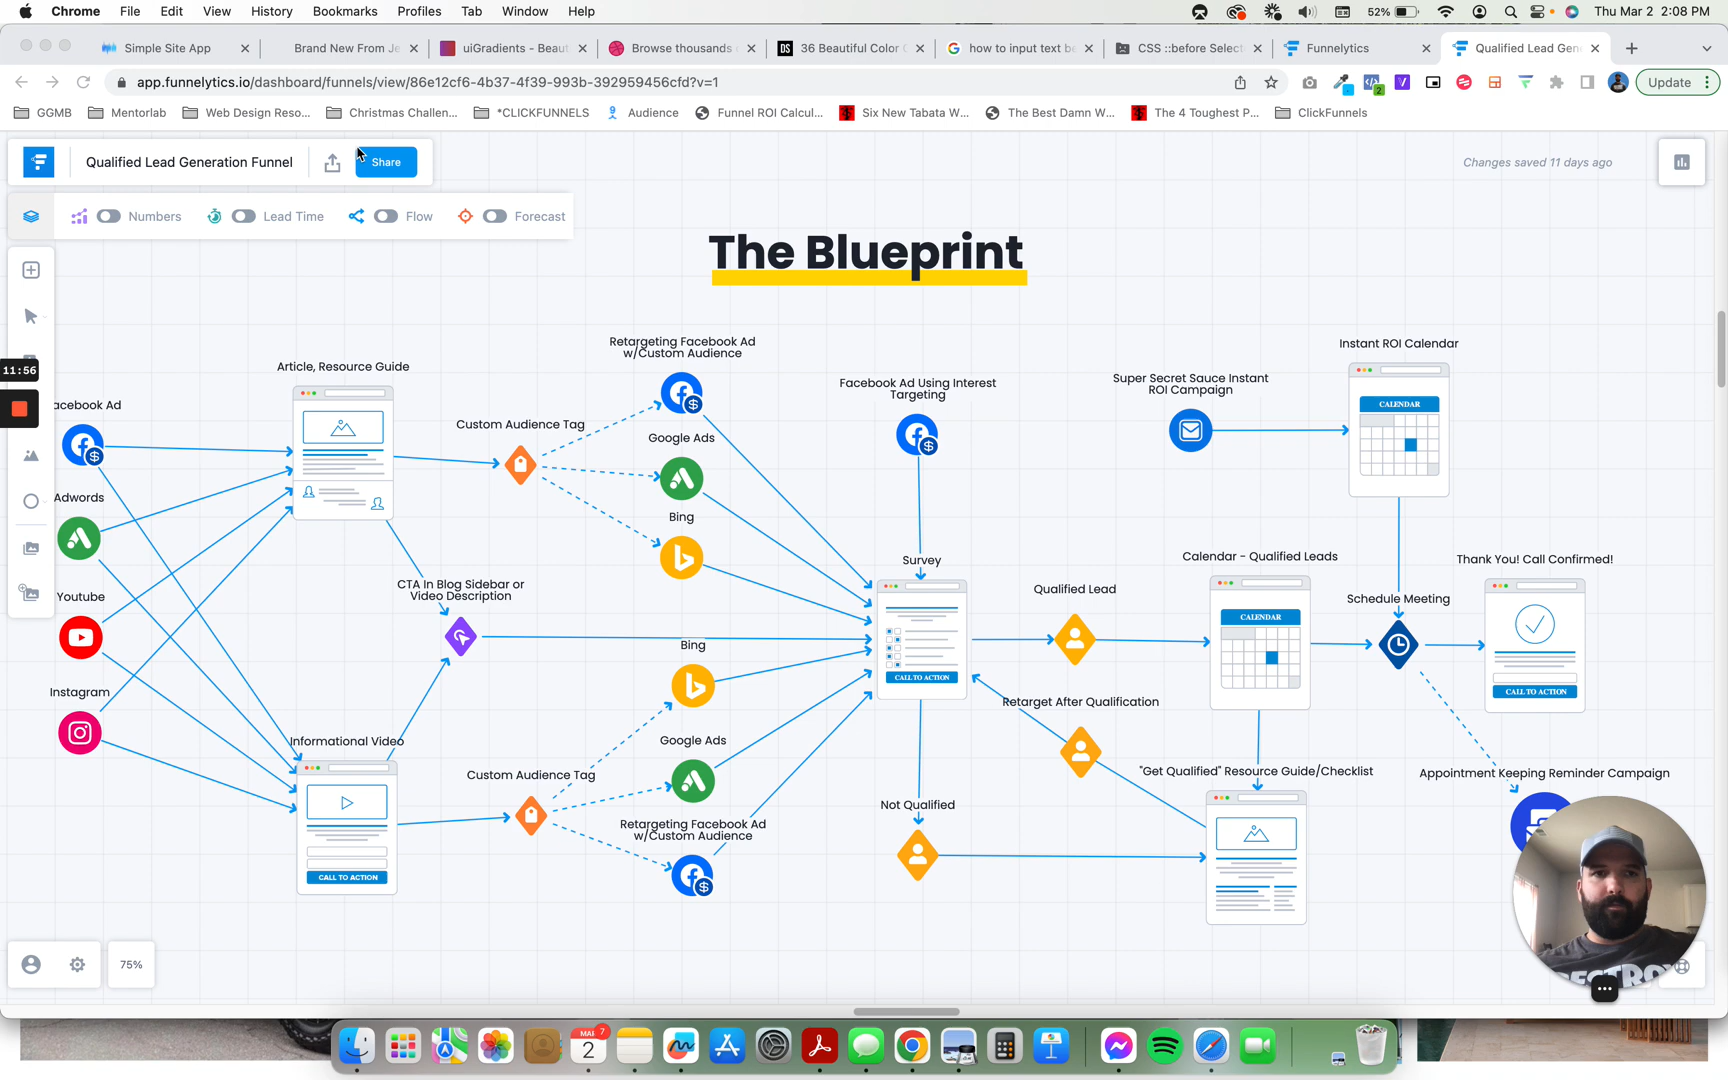 Chrome File Edit View History Bookmarks Profiles Tab Window Help 52% Thu Mar 2 2:08 PM
Simple Site App Brand New From Je uiGradients - Beaut Browse thousands 36 Beautiful Color G how to input text be CSS ::before Select Funnelytics Qualified Lead Gen
app.funnelytics.io/dashboard/funnels/view/86e12cf6-4b37-4f39-993b-392959456cfd?v=1 Update
GGMB Mentorlab Web Design Reso... Christmas Challen... *CLICKFUNNELS Audience Funnel ROI Calcul... Six New Tabata W... The Best Damn W... The 4 Toughest P... ClickFunnels
Qualified Lead Generation Funnel Share Changes saved 11 days ago
Numbers Lead Time Flow Forecast
The Blueprint
11:56
acebook Ad
Adwords
Youtube
Instagram
Article, Resource Guide
Informational Video
CALL TO ACTION
Custom Audience Tag
CTA In Blog Sidebar or
Video Description
Custom Audience Tag
Retargeting Facebook Ad
w/Custom Audience
Google Ads
Bing
Bing
Google Ads
Retargeting Facebook Ad
w/Custom Audience
Facebook Ad Using Interest
Targeting
Survey
CALL TO ACTION
Not Qualified
Qualified Lead
Retarget After Qualification
Super Secret Sauce Instant
ROI Campaign
Instant ROI Calendar
CALENDAR
Calendar - Qualified Leads
CALENDAR
"Get Qualified" Resource Guide/Checklist
Schedule Meeting
Thank You! Call Confirmed!
CALL TO ACTION
Appointment Keeping Reminder Campaign
75%
MAR 2
7